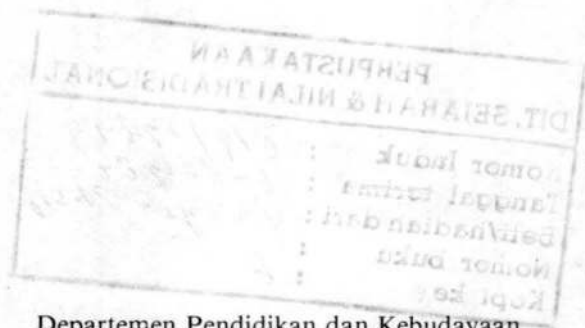 PERPUSTAKAAN
DIT. SEJARAH & NILAI TRADISIONAL
Nomor Induk :
Tanggal terima :
Beli/hadiah dari :
Nomor buku :
Kopi ke :
Departemen Pendidikan dan Kebudayaan